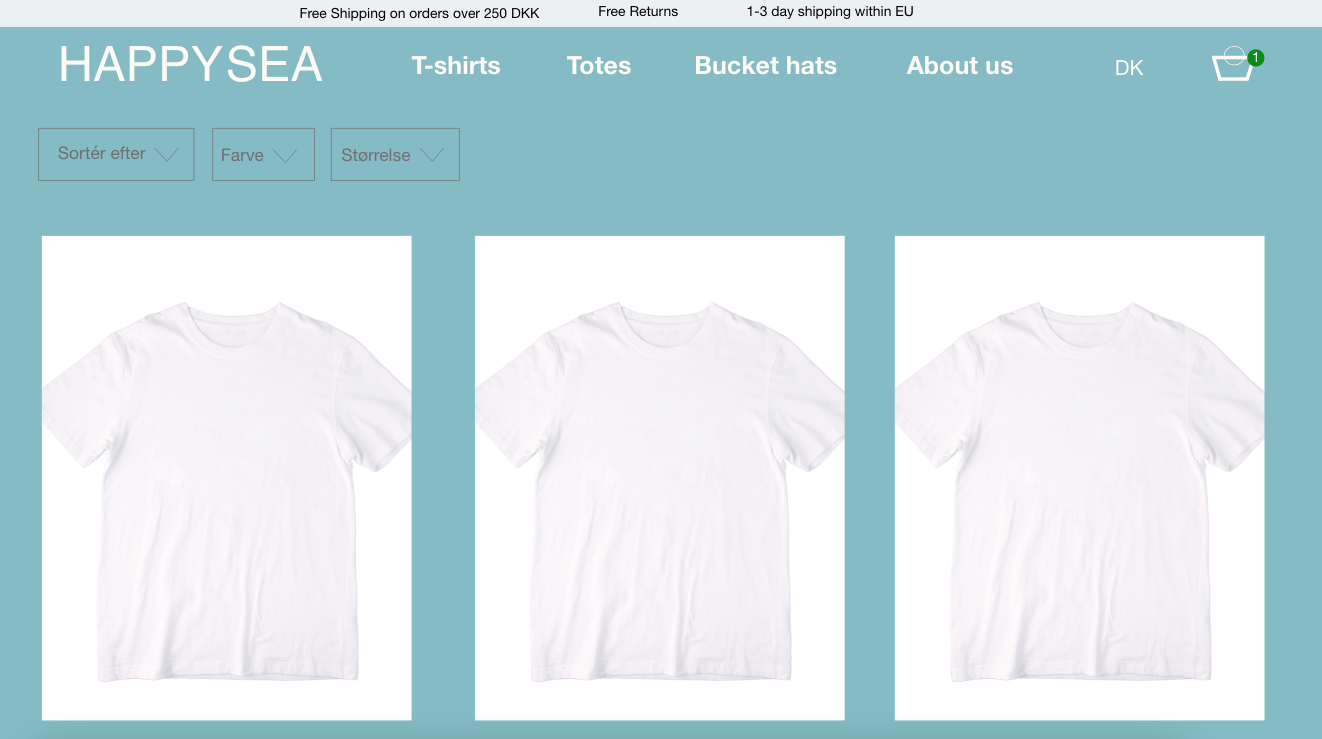 Free Shipping on orders over 250 DKK Free Returns 1-3 day shipping within EU
HAPPYSEA T-shirts Totes Bucket hats About us DK 1
Sortér efter Farve Størrelse